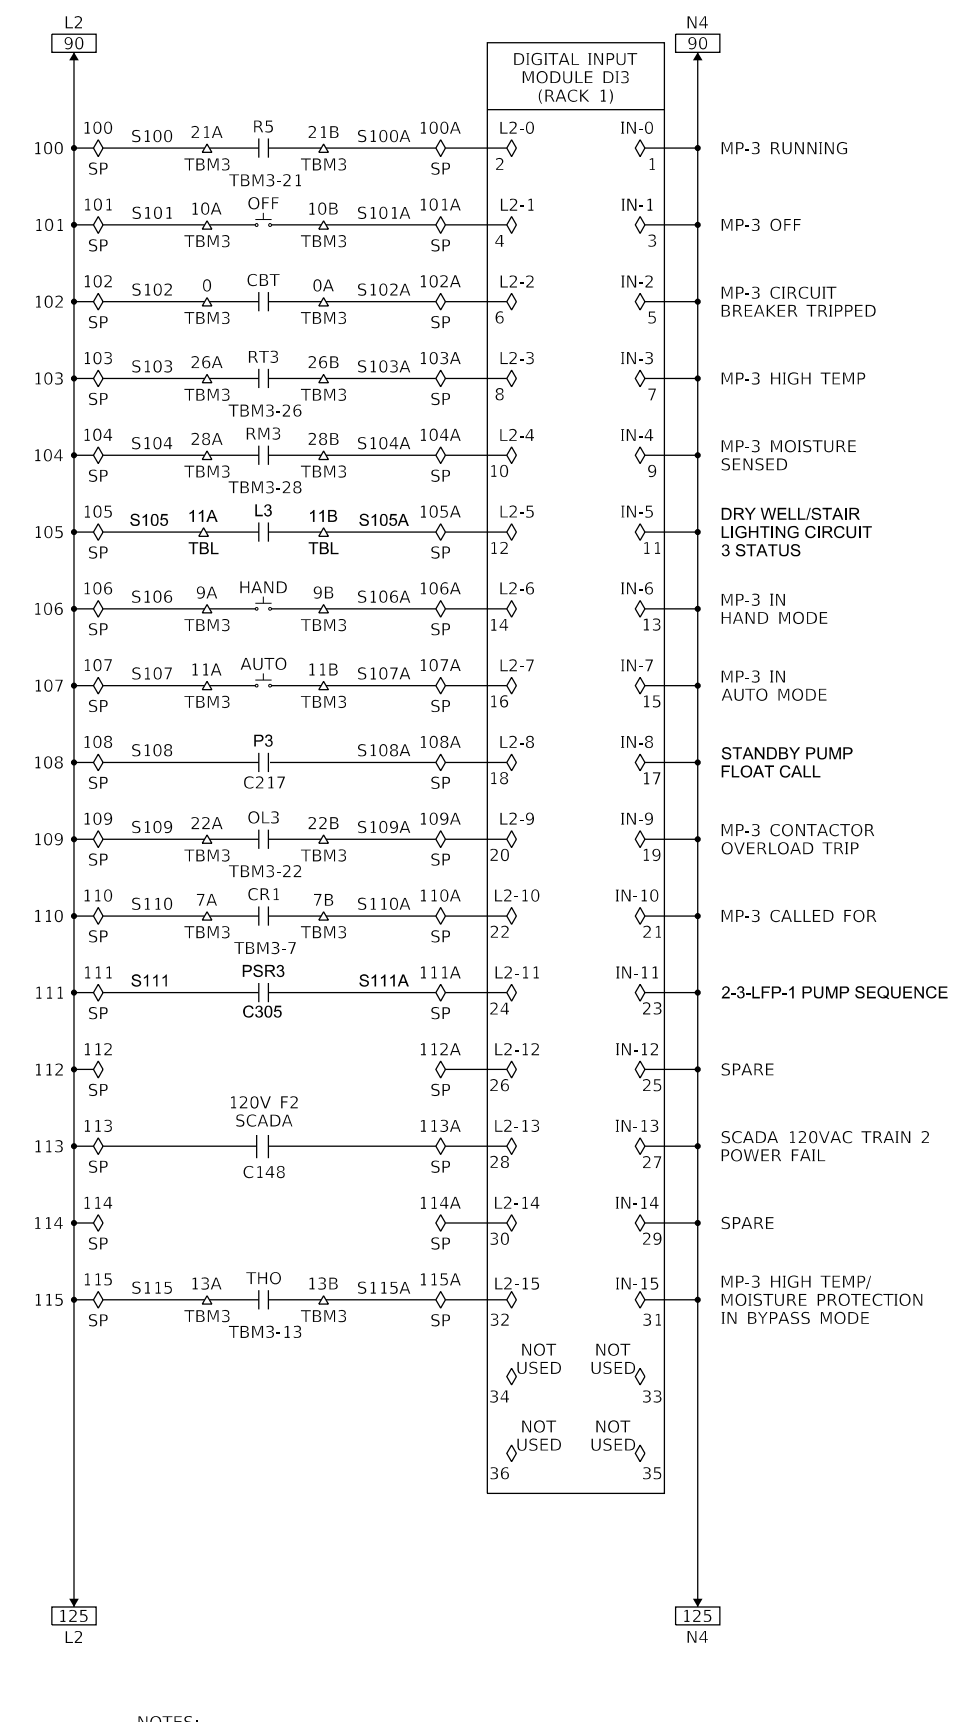 L2
90
N4
90
DIGITAL INPUT
MODULE DI3
(RACK 1)
100 100 S100 21A R5 21B S100A 100A L2-0 IN-0 MP-3 RUNNING
SP TBM3 TBM3-21 TBM3 SP 2 1
101 101 S101 10A OFF 10B S101A 101A L2-1 IN-1 MP-3 OFF
SP TBM3 TBM3 SP 4 3
102 102 S102 0 CBT 0A S102A 102A L2-2 IN-2 MP-3 CIRCUIT
BREAKER TRIPPED
SP TBM3 TBM3 SP 6 5
103 103 S103 26A RT3 26B S103A 103A L2-3 IN-3 MP-3 HIGH TEMP
SP TBM3 TBM3-26 TBM3 SP 8 7
104 104 S104 28A RM3 28B S104A 104A L2-4 IN-4 MP-3 MOISTURE
SENSED
SP TBM3 TBM3-28 TBM3 SP 10 9
105 105 S105 11A L3 11B S105A 105A L2-5 IN-5 DRY WELL/STAIR
LIGHTING CIRCUIT
3 STATUS
SP TBL TBL SP 12 11
106 106 S106 9A HAND 9B S106A 106A L2-6 IN-6 MP-3 IN
HAND MODE
SP TBM3 TBM3 SP 14 13
107 107 S107 11A AUTO 11B S107A 107A L2-7 IN-7 MP-3 IN
AUTO MODE
SP TBM3 TBM3 SP 16 15
108 108 S108 P3 S108A 108A L2-8 IN-8 STANDBY PUMP
FLOAT CALL
SP C217 SP 18 17
109 109 S109 22A OL3 22B S109A 109A L2-9 IN-9 MP-3 CONTACTOR
OVERLOAD TRIP
SP TBM3 TBM3-22 TBM3 SP 20 19
110 110 S110 7A CR1 7B S110A 110A L2-10 IN-10 MP-3 CALLED FOR
SP TBM3 TBM3-7 TBM3 SP 22 21
111 111 S111 PSR3 S111A 111A L2-11 IN-11 2-3-LFP-1 PUMP SEQUENCE
SP C305 SP 24 23
112 112 112A L2-12 IN-12 SPARE
SP SP 26 25
120V F2
SCADA
113 113 113A L2-13 IN-13 SCADA 120VAC TRAIN 2
POWER FAIL
SP C148 SP 28 27
114 114 114A L2-14 IN-14 SPARE
SP SP 30 29
115 115 S115 13A THO 13B S115A 115A L2-15 IN-15 MP-3 HIGH TEMP/
MOISTURE PROTECTION
IN BYPASS MODE
SP TBM3 TBM3-13 TBM3 SP 32 31
NOT NOT
USED USED
34 33
NOT NOT
USED USED
36 35
125
L2
125
N4
NOTES: